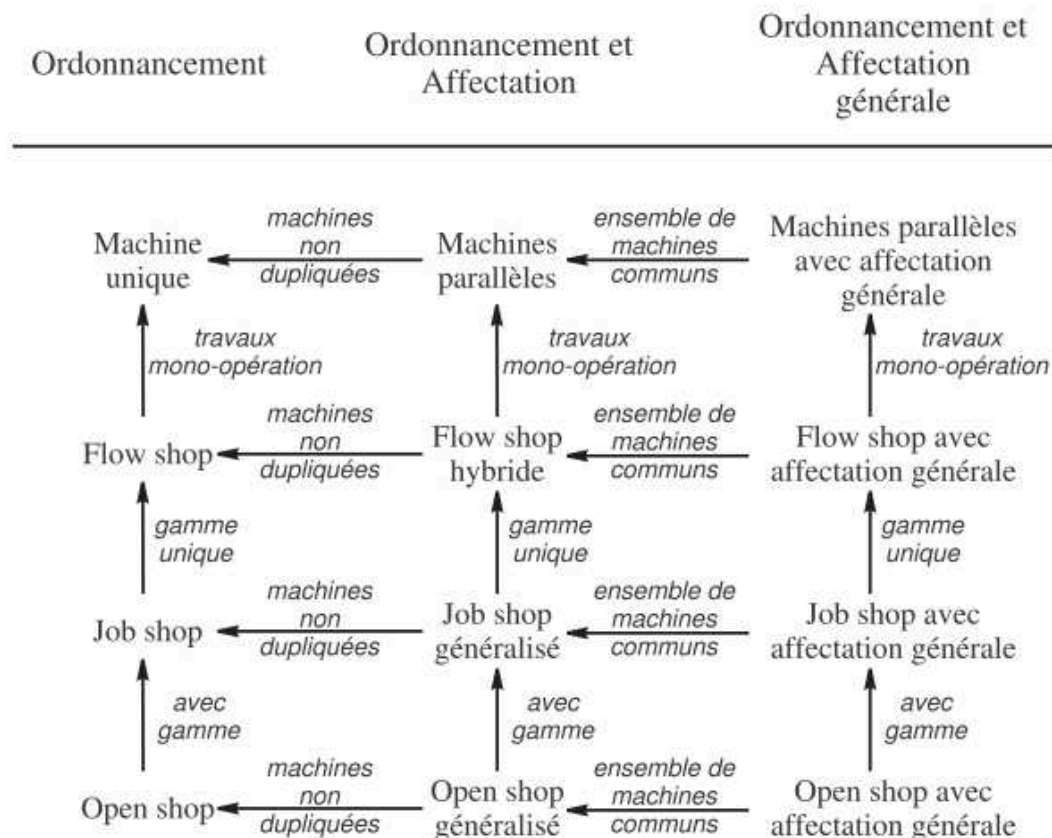 Ordonnancement
Ordonnancement et
Affectation
Ordonnancement et
Affectation
générale
Machine
unique
machines
non
dupliquées
Machines
parallèles
ensemble de
machines
communs
Machines parallèles
avec affectation
générale
travaux
mono-opération
travaux
mono-opération
travaux
mono-opération
Flow shop
machines
non
dupliquées
Flow shop
hybride
ensemble de
machines
communs
Flow shop avec
affectation générale
gamme
unique
gamme
unique
gamme
unique
Job shop
machines
non
dupliquées
Job shop
généralisé
ensemble de
machines
communs
Job shop avec
affectation générale
avec
gamme
avec
gamme
avec
gamme
Open shop
machines
non
dupliquées
Open shop
généralisé
ensemble de
machines
communs
Open shop avec
affectation générale